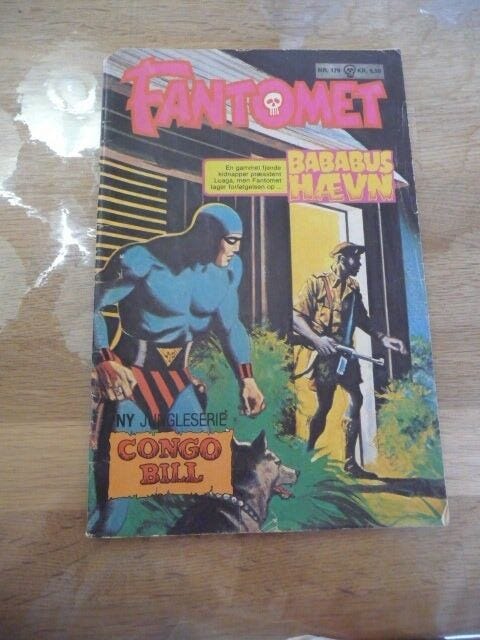 NR. 179 KR. 5,50
FANTOMET
En gammel fjende
kidnapper præsident
Luaga, men Fantomet
tager forfølgelsen op ...
BABABUS
HÆVN
NY JUNGLESERIE
CONGO
BILL